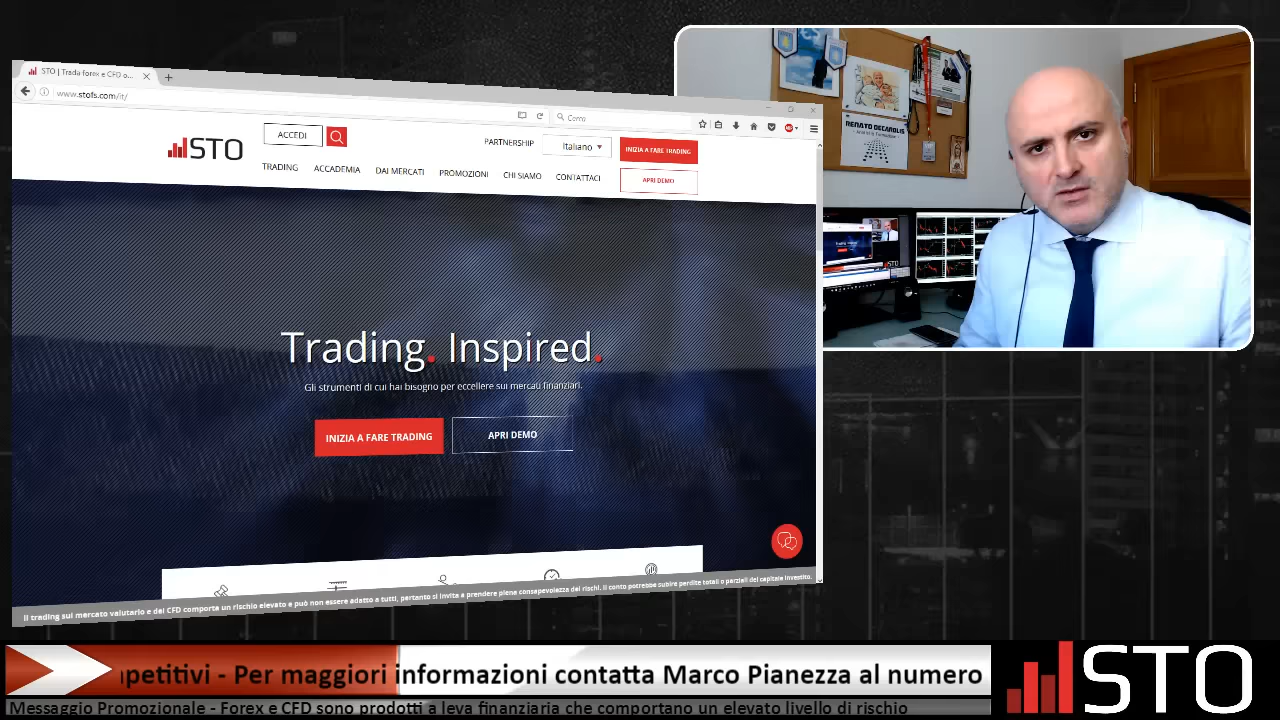 STO | Trada forex e CFD o...
www.stofs.com/it/
Cerca
STO
ACCEDI
PARTNERSHIP
Italiano
INIZIA A FARE TRADING
TRADING
ACCADEMIA
DAI MERCATI
PROMOZIONI
CHI SIAMO
CONTATTACI
APRI DEMO
Trading. Inspired.
Gli strumenti di cui hai bisogno per eccellere sui mercati finanziari.
INIZIA A FARE TRADING
APRI DEMO
Il trading sul mercato valutario e dei CFD comporta un rischio elevato e può non essere adatto a tutti, pertanto si invita a prendere piena consapevolezza dei rischi. Il conto potrebbe subire perdite totali o parziali del capitale investito.
RENATO DECAROLIS
petitivi - Per maggiori informazioni contatta Marco Pianezza al numero
Messaggio Promozionale - Forex e CFD sono prodotti a leva finanziaria che comportano un elevato livello di rischio
STO